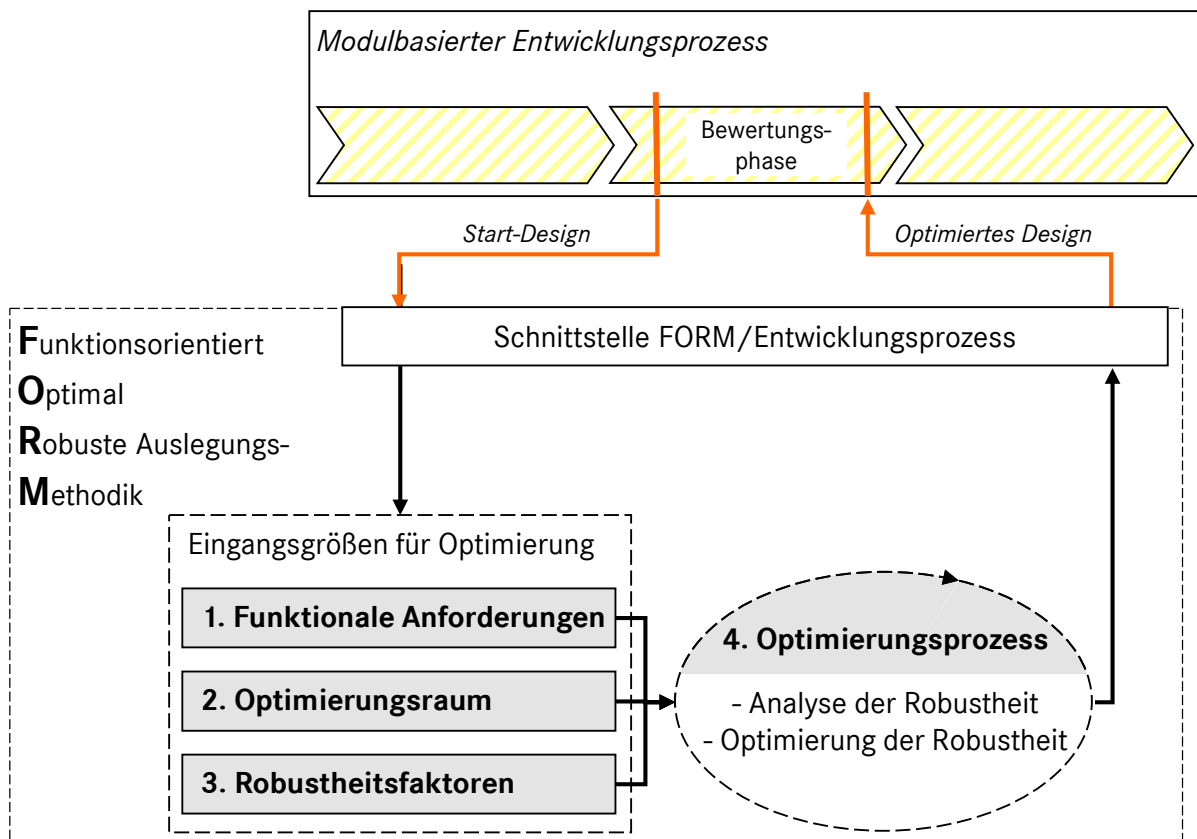 Modulbasierter Entwicklungsprozess
Bewertungs-
phase
Start-Design
Optimiertes Design
Schnittstelle FORM/Entwicklungsprozess
Funktionsorientiert
Optimal
Robuste Auslegungs-
Methodik
Eingangsgrößen für Optimierung
1. Funktionale Anforderungen
2. Optimierungsraum
3. Robustheitsfaktoren
4. Optimierungsprozess
- Analyse der Robustheit
- Optimierung der Robustheit